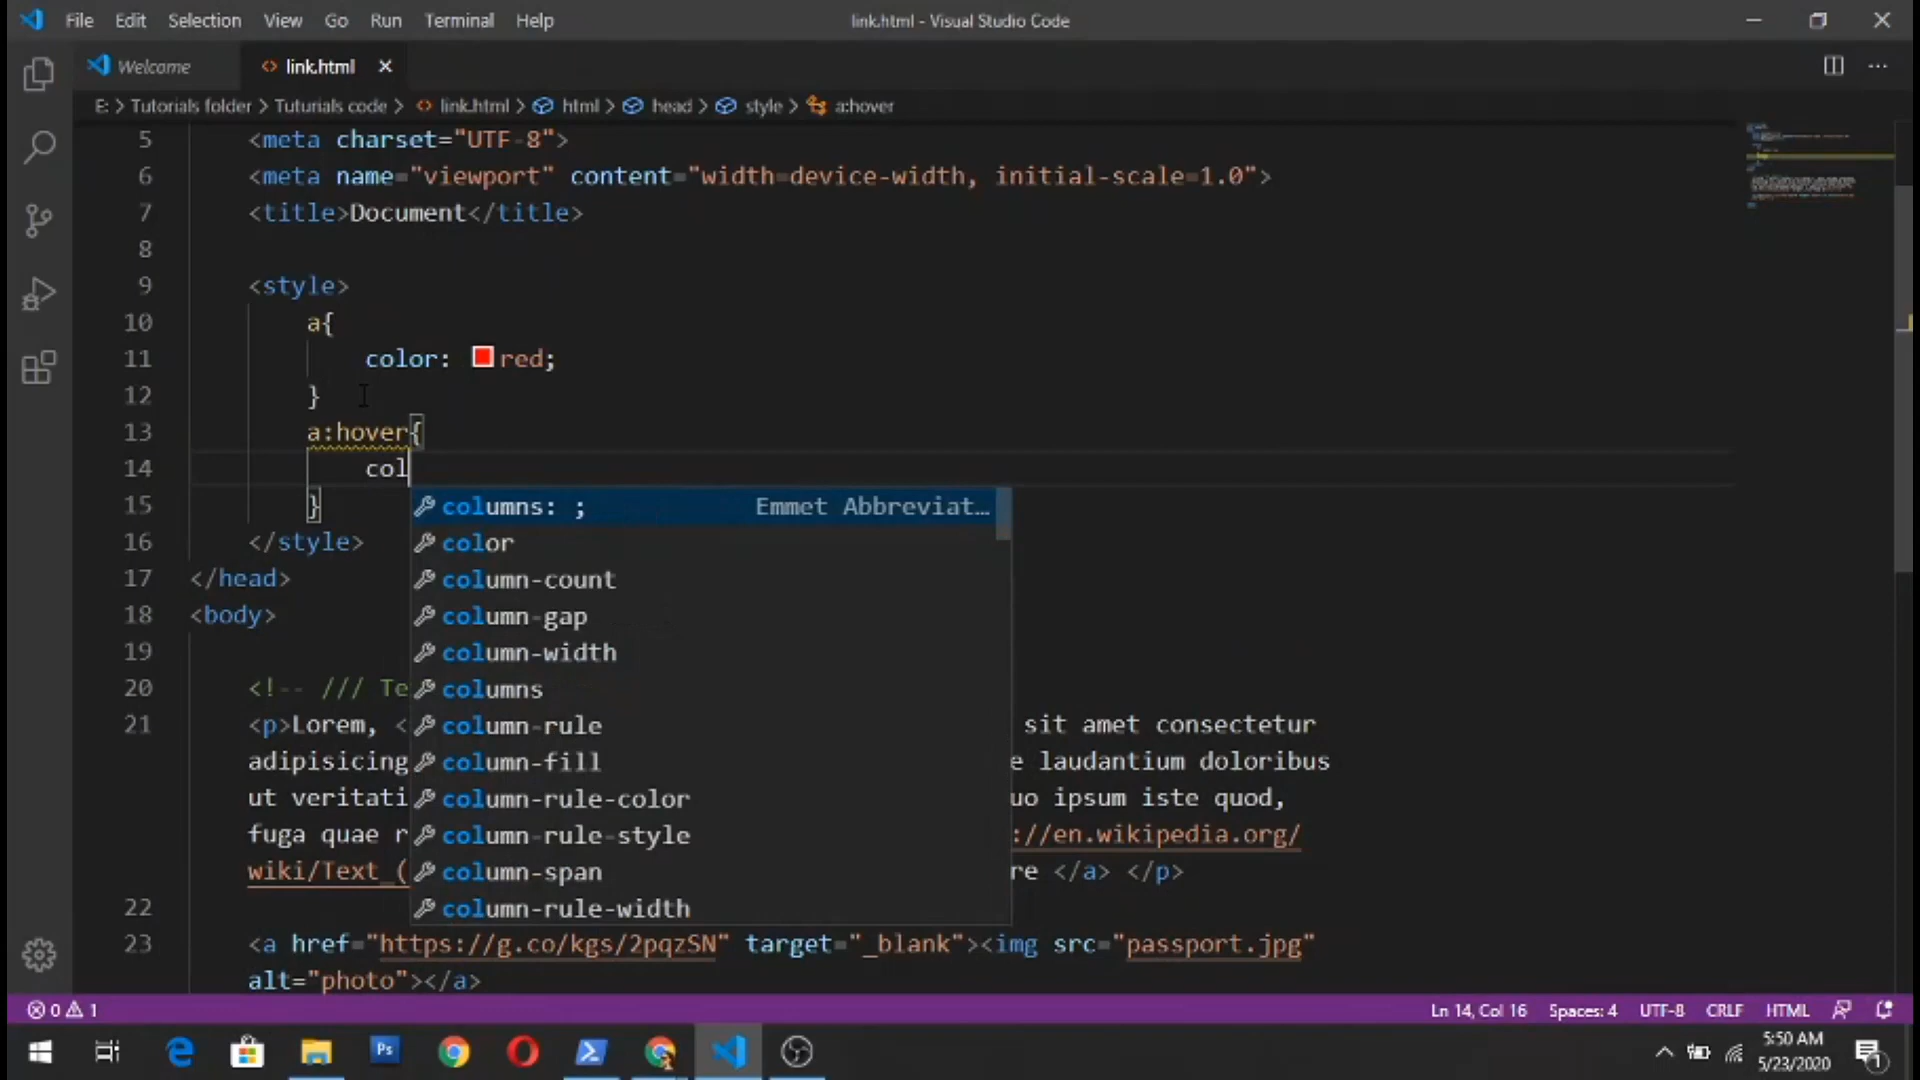 File Edit Selection View Go Run Terminal Help link.html - Visual Studio Code
Welcome link.html
E: > Tutorials folder > Tuturials code > link.html > html > head > style > a:hover
5 <meta charset="UTF-8">
6 <meta name="viewport" content="width=device-width, initial-scale=1.0">
7 <title>Document</title>
8
9 <style>
10 a{
11 color: red;
12 }
13 a:hover{
14 col
15 }
columns: ; Emmet Abbreviat…
16 </style>
color
17 </head>
column-count
18 <body>
column-gap
19
column-width
20 <!-- /// Te
columns
21 <p>Lorem, < sit amet consectetur
column-rule
adipisicing e laudantium doloribus
column-fill
ut veritati uo ipsum iste quod,
column-rule-color
fuga quae r ://en.wikipedia.org/
column-rule-style
wiki/Text_( re </a> </p>
column-span
22
column-rule-width
23 <a href="https://g.co/kgs/2pqzSN" target="_blank"><img src="passport.jpg"
alt="photo"></a>
0 1 Ln 14, Col 16 Spaces: 4 UTF-8 CRLF HTML
Ps
5:50 AM
5/23/2020
1